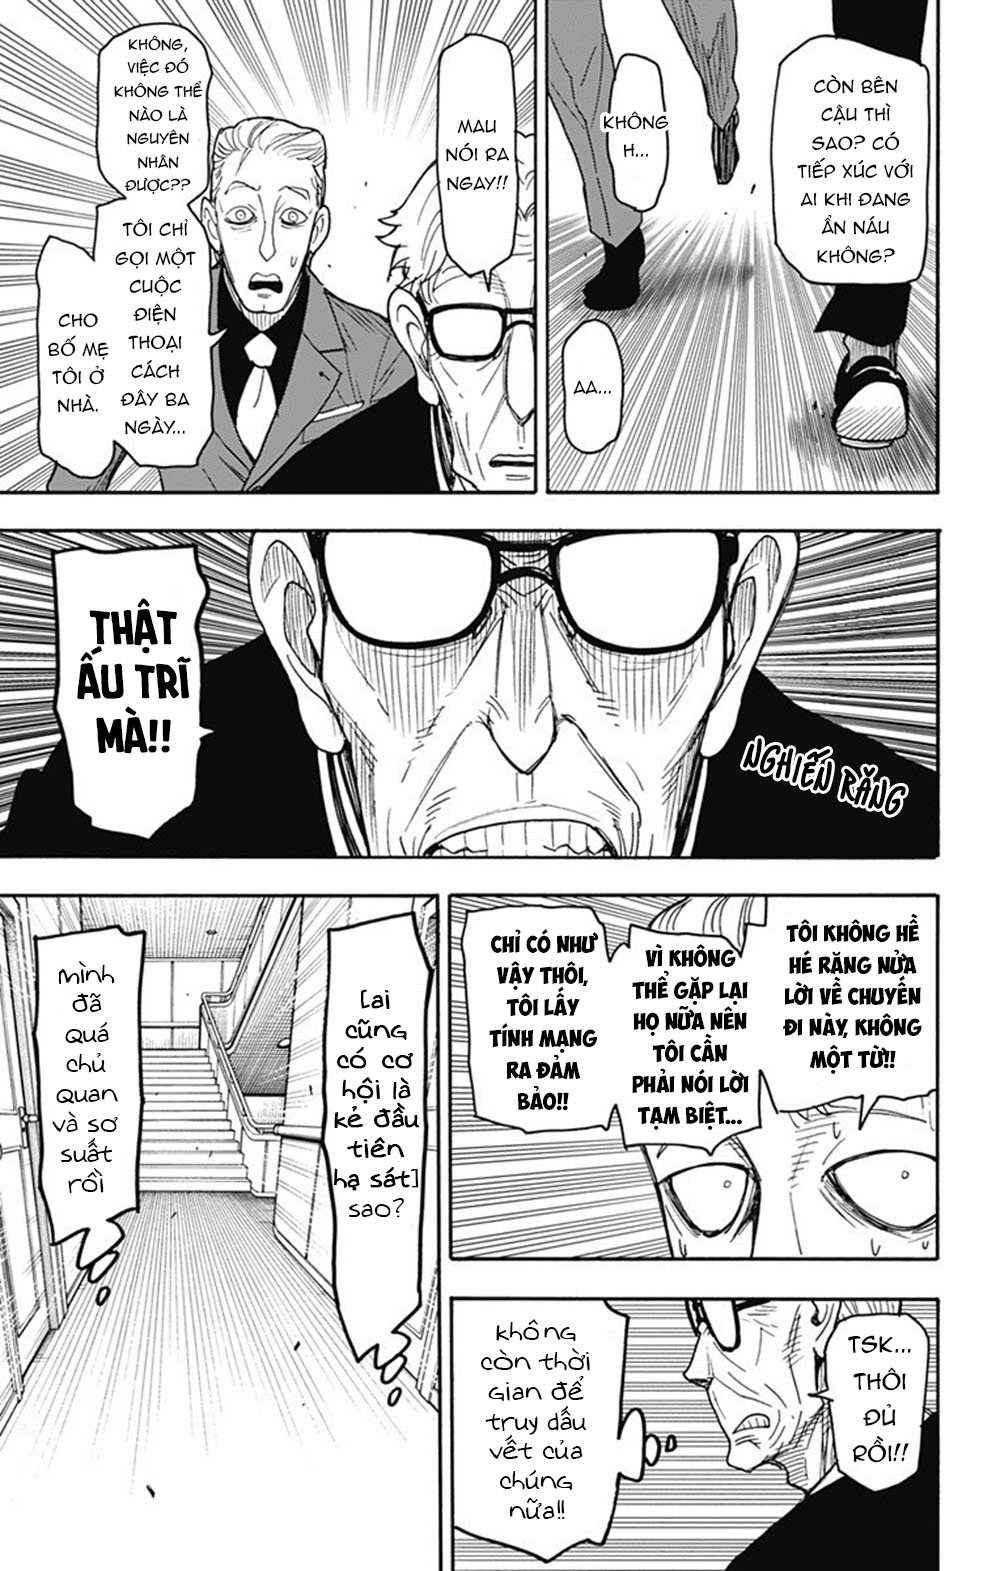 CÒN BÊN
CẬU THÌ
SAO? CÓ
TIẾP XÚC VỚI
AI KHI ĐANG
ẨN NÁU
KHÔNG?
KHÔNG
H...
AA...
MAU
NÓI RA
NGAY!!
KHÔNG,
VIỆC ĐÓ
KHÔNG THỂ
NÀO LÀ
NGUYÊN
NHÂN
ĐƯỢC??
TÔI CHỈ
GỌI MỘT
CUỘC
ĐIỆN
THOẠI
CÁCH
ĐÂY BA
NGÀY...
CHO
BỐ MẸ
TÔI Ở
NHÀ.
THẬT
ẤU TRĨ
MÀ!!
NGHIẾN RĂNG
TÔI KHÔNG HỀ
HÉ RĂNG NỬA
LỜI VỀ CHUYẾN
ĐI NÀY, KHÔNG
MỘT TỪ!!
VÌ KHÔNG
THỂ GẶP LẠI
HỌ NỮA NÊN
TÔI CẦN
PHẢI NÓI LỜI
TẠM BIỆT...
CHỈ CÓ NHƯ
VẬY THÔI,
TÔI LẤY
TÍNH MẠNG
RA ĐẢM
BẢO!!
TSK...
THÔI
ĐỦ
RỒI!!
không
còn thời
gian để
truy dấu
vết của
chúng
nữa!!
[ai
cũng
có cơ
hội là
kẻ đầu
tiên
hạ sát]
sao?
mình
đã
quá
chủ
quan
và sơ
suất
rồi